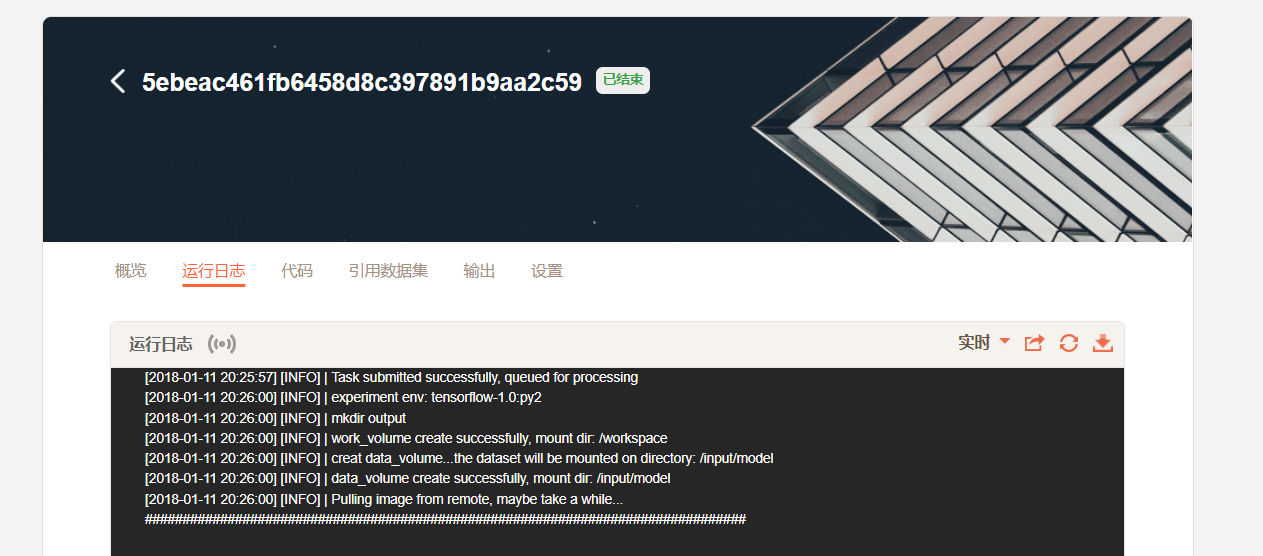 5ebeac461fb6458d8c397891b9aa2c59 已结束
概览 运行日志 代码 引用数据集 输出 设置
运行日志 实时
[2018-01-11 20:25:57] [INFO] | Task submitted successfully, queued for processing
[2018-01-11 20:26:00] [INFO] | experiment env: tensorflow-1.0:py2
[2018-01-11 20:26:00] [INFO] | mkdir output
[2018-01-11 20:26:00] [INFO] | work_volume create successfully, mount dir: /workspace
[2018-01-11 20:26:00] [INFO] | creat data_volume...the dataset will be mounted on directory: /input/model
[2018-01-11 20:26:00] [INFO] | data_volume create successfully, mount dir: /input/model
[2018-01-11 20:26:00] [INFO] | Pulling image from remote, maybe take a while...
################################################################################